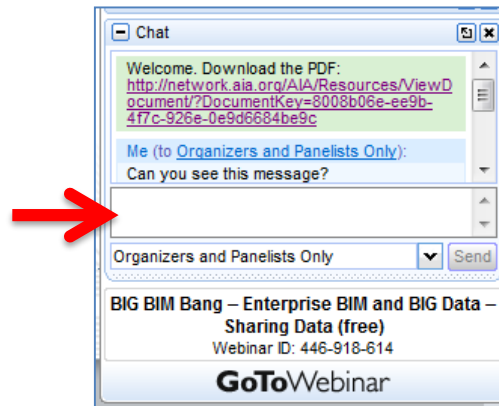 Chat
Welcome. Download the PDF:
http://network.aia.org/AIA/Resources/ViewD
ocument/?DocumentKey=8008b06e-ee9b-
4f7c-926e-0e9d6684be9c
Me (to Organizers and Panelists Only):
Can you see this message?
Organizers and Panelists Only
Send
BIG BIM Bang – Enterprise BIM and BIG Data –
Sharing Data (free)
Webinar ID: 446-918-614
GoToWebinar